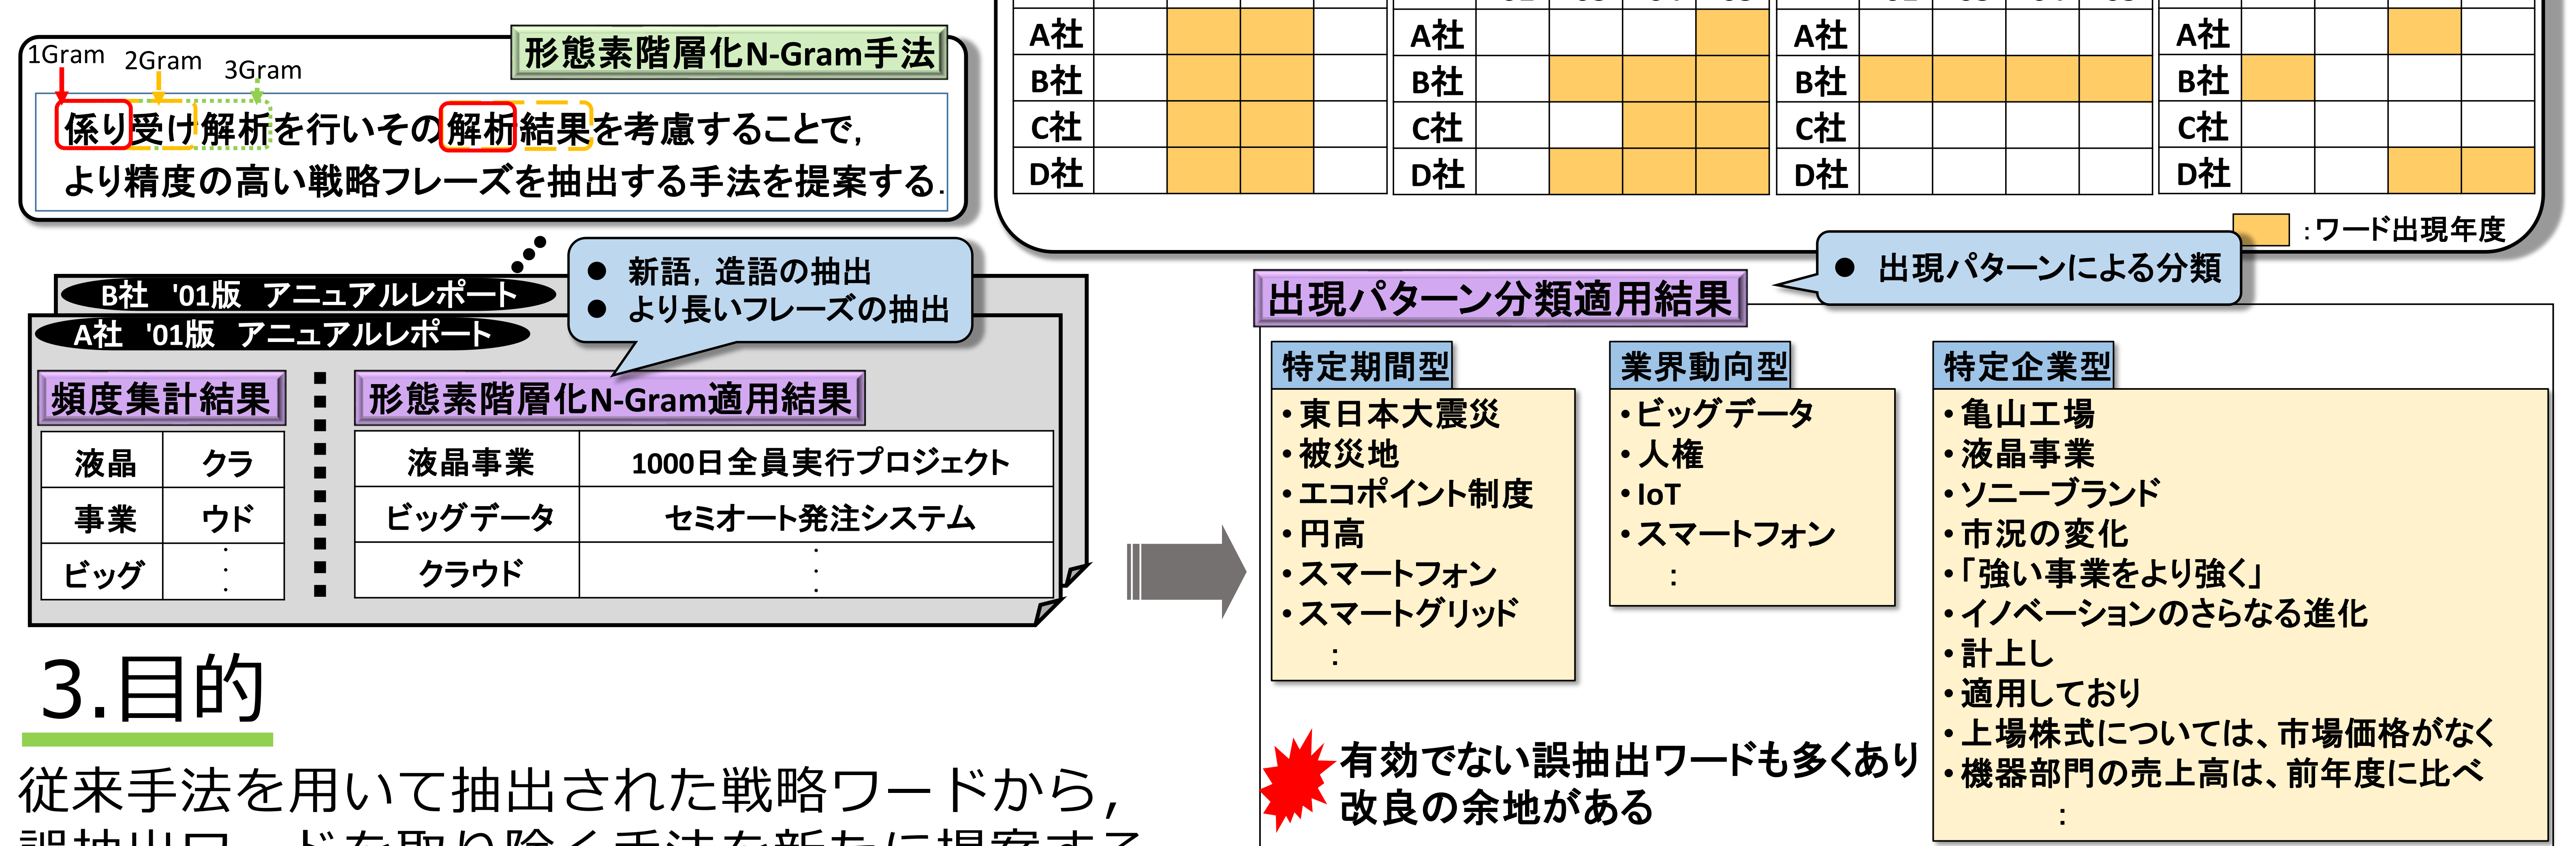 形態素階層化N-Gram手法
1Gram 2Gram 3Gram
係り受け解析を行いその解析結果を考慮することで,
より精度の高い戦略フレーズを抽出する手法を提案する.
A社 A社 A社 A社
B社 B社 B社 B社
C社 C社 C社 C社
D社 D社 D社 D社
:ワード出現年度
● 新語, 造語の抽出
● より長いフレーズの抽出
B社 '01版 アニュアルレポート
A社 '01版 アニュアルレポート
頻度集計結果
液晶 クラ
事業 ウド
ビッグ :
形態素階層化N-Gram適用結果
液晶事業 1000日全員実行プロジェクト
ビッグデータ セミオート発注システム
クラウド :
● 出現パターンによる分類
出現パターン分類適用結果
特定期間型
・東日本大震災
・被災地
・エコポイント制度
・円高
・スマートフォン
・スマートグリッド
:
業界動向型
・ビッグデータ
・人権
・IoT
・スマートフォン
:
特定企業型
・亀山工場
・液晶事業
・ソニーブランド
・市況の変化
・「強い事業をより強く」
・イノベーションのさらなる進化
・計上し
・適用しており
・上場株式については、市場価格がなく
・機器部門の売上高は、前年度に比べ
:
有効でない誤抽出ワードも多くあり
改良の余地がある
3.目的
従来手法を用いて抽出された戦略ワードから,
誤抽出ワードを取り除く手法を新たに提案する